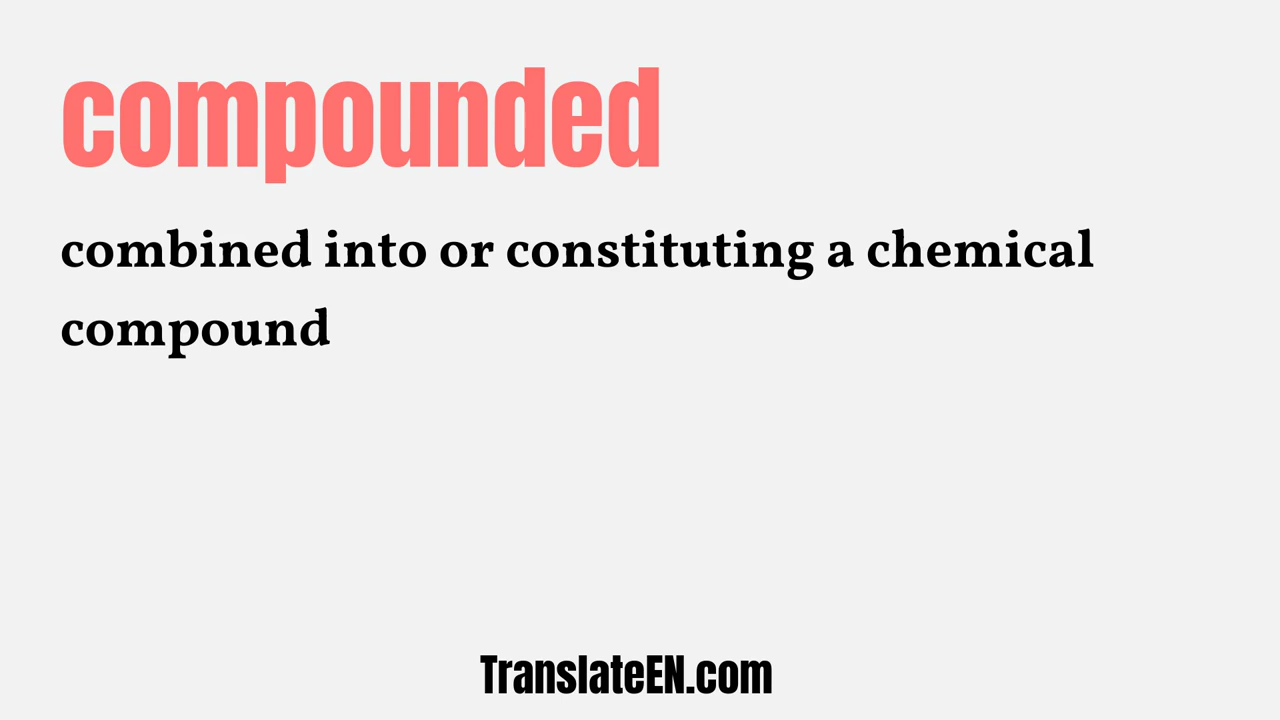 compounded
combined into or constituting a chemical
compound
TranslateEN.com